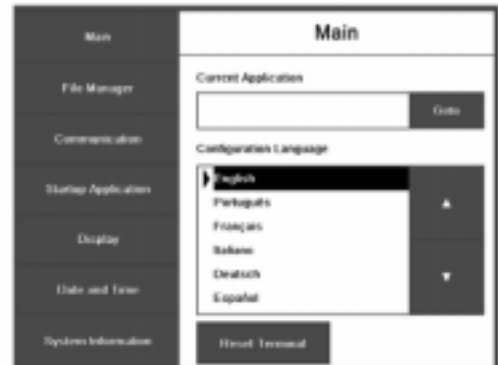 Main
File Manager
Communication
Startup Application
Display
Date and Time
System Information
Main
Current Application
Goto
Configuration Language
English
Português
Français
Italiano
Deutsch
Español
Reset Terminal